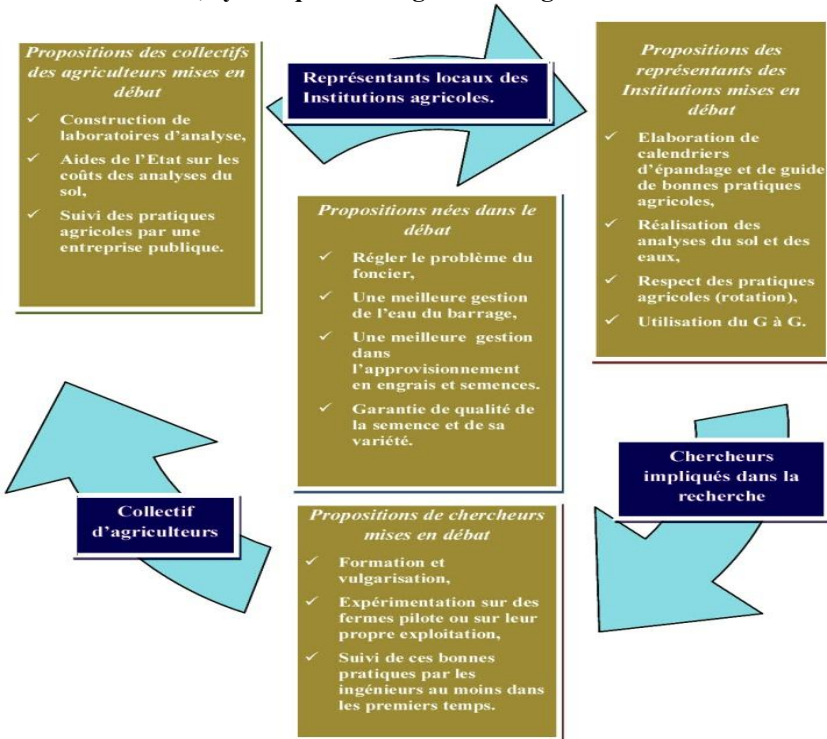 Propositions des collectifs
des agriculteurs mises en
débat
✓ Construction de
laboratoires d'analyse,
✓ Aides de l'Etat sur les
coûts des analyses du
sol,
✓ Suivi des pratiques
agricoles par une
entreprise publique.
Représentants locaux des
Institutions agricoles.
Propositions des
représentants des
Institutions mises en
débat
✓ Elaboration de
calendriers
d'épandage et de guide
de bonnes pratiques
agricoles,
✓ Réalisation des
analyses du sol et des
eaux,
✓ Respect des pratiques
agricoles (rotation),
✓ Utilisation du G à G.
Propositions nées dans le
débat
✓ Régler le problème du
foncier,
✓ Une meilleure gestion
de l'eau du barrage,
✓ Une meilleure gestion
dans
l'approvisionnement
en engrais et semences.
✓ Garantie de qualité de
la semence et de sa
variété.
Chercheurs
impliqués dans la
recherche
Collectif
d'agriculteurs
Propositions de chercheurs
mises en débat
✓ Formation et
vulgarisation,
✓ Expérimentation sur des
fermes pilote ou sur leur
propre exploitation,
✓ Suivi de ces bonnes
pratiques par les
ingénieurs au moins dans
les premiers temps.